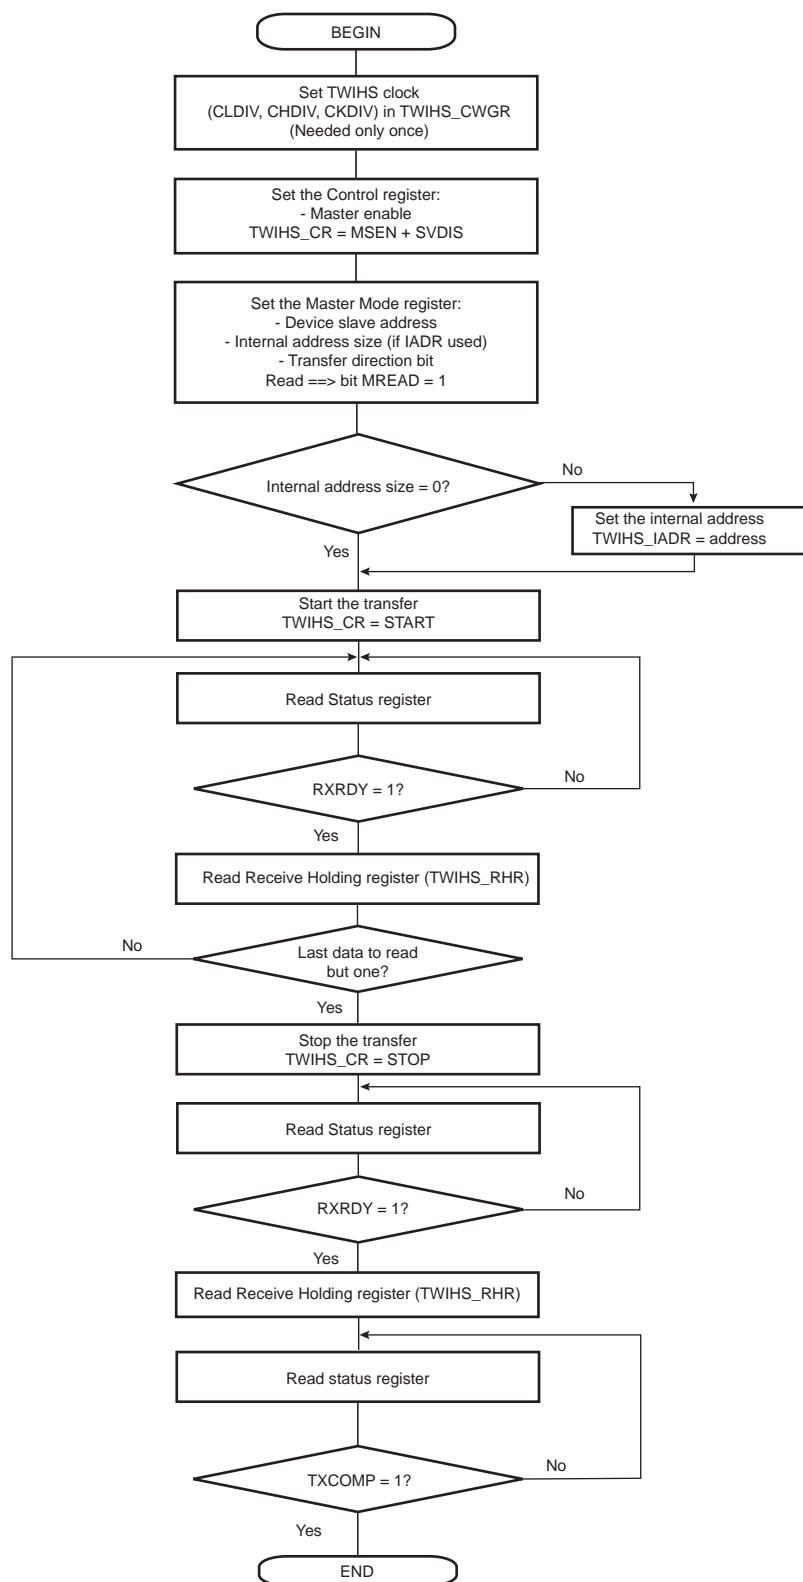 BEGIN
Set TWIHS clock
(CLDIV, CHDIV, CKDIV) in TWIHS_CWGR
(Needed only once)
Set the Control register:
- Master enable
TWIHS_CR = MSEN + SVDIS
Set the Master Mode register:
- Device slave address
- Internal address size (if IADR used)
- Transfer direction bit
Read ==> bit MREAD = 1
Internal address size = 0?
No
Set the internal address
TWIHS_IADR = address
Yes
Start the transfer
TWIHS_CR = START
Read Status register
RXRDY = 1?
No
Yes
Read Receive Holding register (TWIHS_RHR)
No
Last data to read
but one?
Yes
Stop the transfer
TWIHS_CR = STOP
Read Status register
RXRDY = 1?
No
Yes
Read Receive Holding register (TWIHS_RHR)
Read status register
TXCOMP = 1?
No
Yes
END